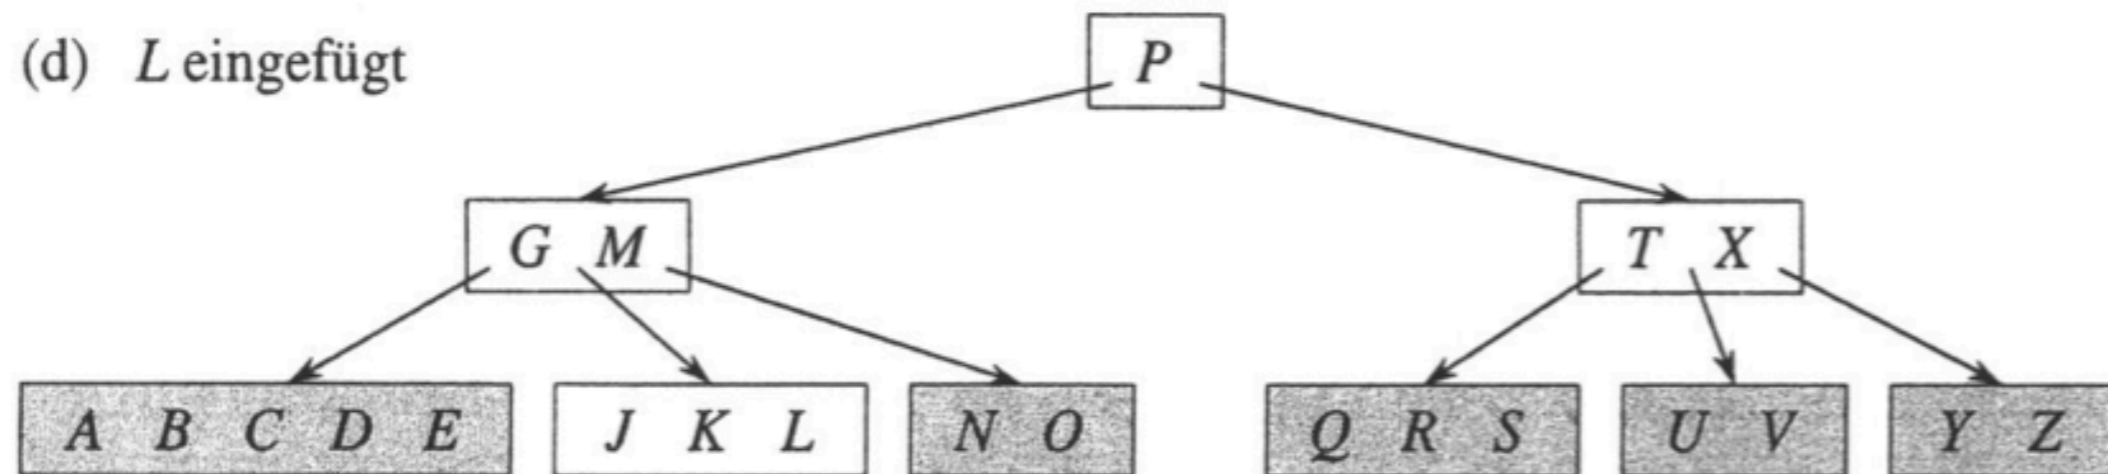 (d) L eingefügt
P
G M
T X
A B C D E
J K L
N O
Q R S
U V
Y Z